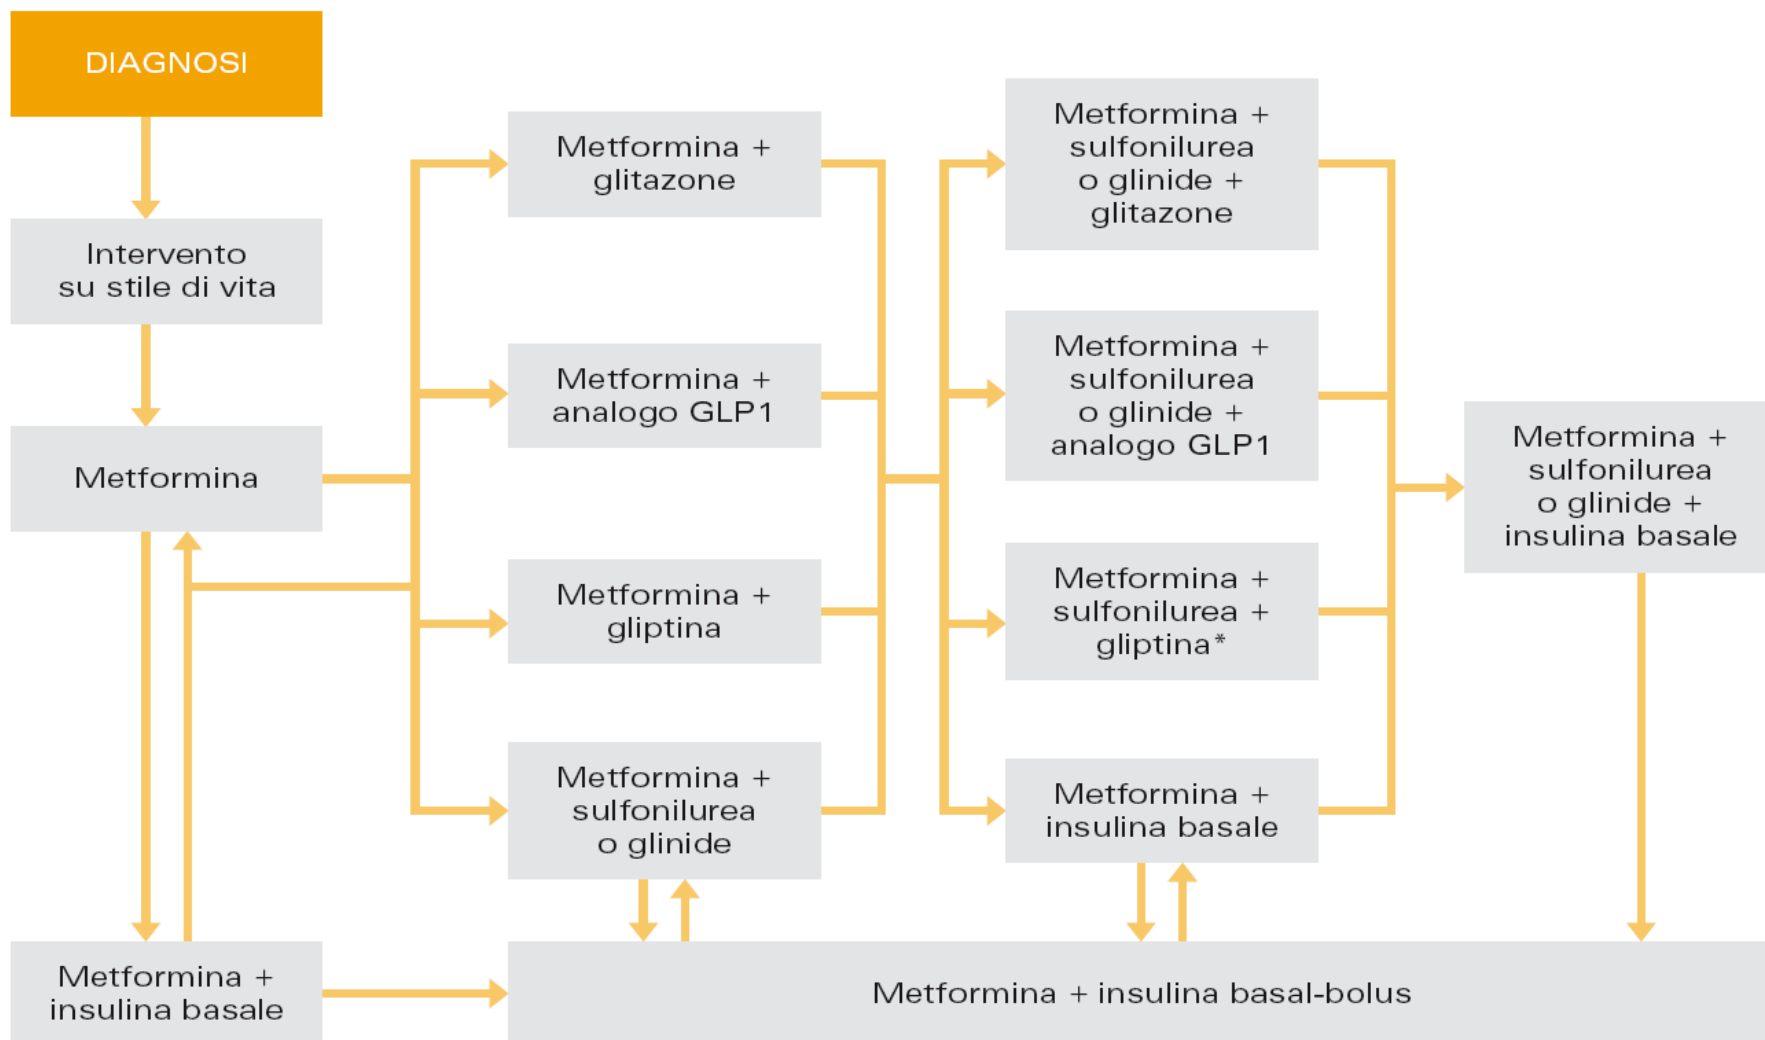 DIAGNOSI
Intervento
su stile di vita
Metformina
Metformina +
insulina basale
Metformina +
glitazone
Metformina +
analogo GLP1
Metformina +
gliptina
Metformina +
sulfonilurea
o glinide
Metformina +
sulfonilurea
o glinide +
glitazone
Metformina +
sulfonilurea
o glinide +
analogo GLP1
Metformina +
sulfonilurea +
gliptina*
Metformina +
insulina basale
Metformina +
sulfonilurea
o glinide +
insulina basale
Metformina + insulina basal-bolus